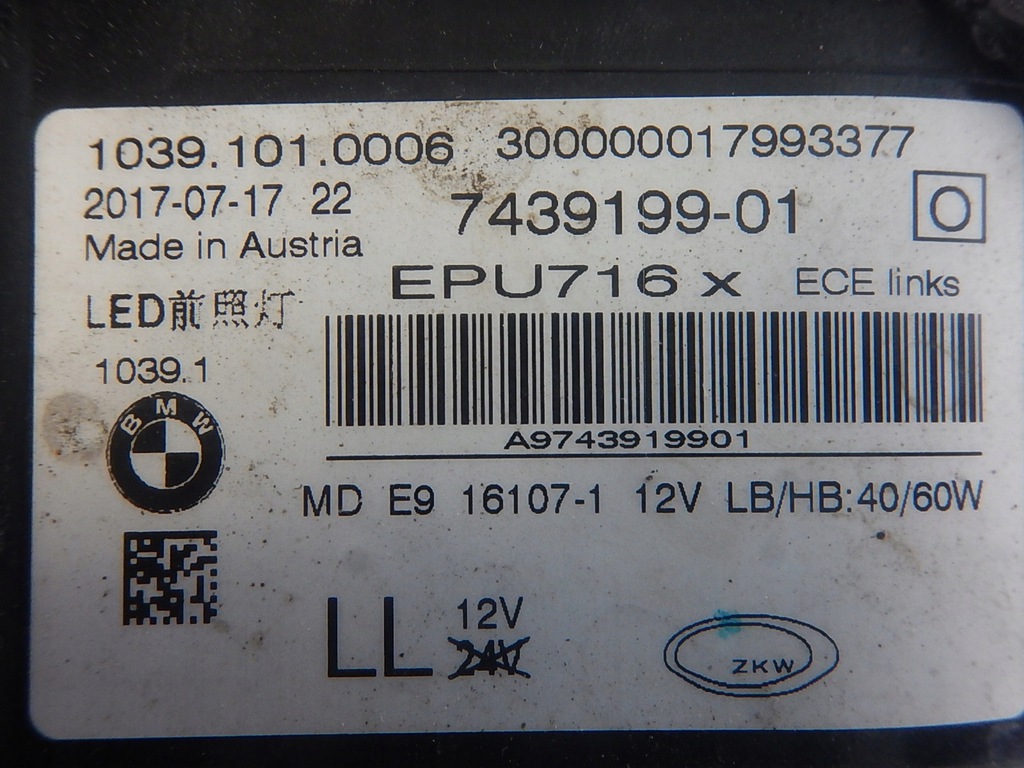 1039.101.0006 300000017993377
2017-07-17 22 7439199-01 O
Made in Austria
EPU716 x ECE links
LED前照灯
1039.1
BMW
A9743919901
MD E9 16107-1 12V LB/HB:40/60W
LL 12V
24V
ZKW